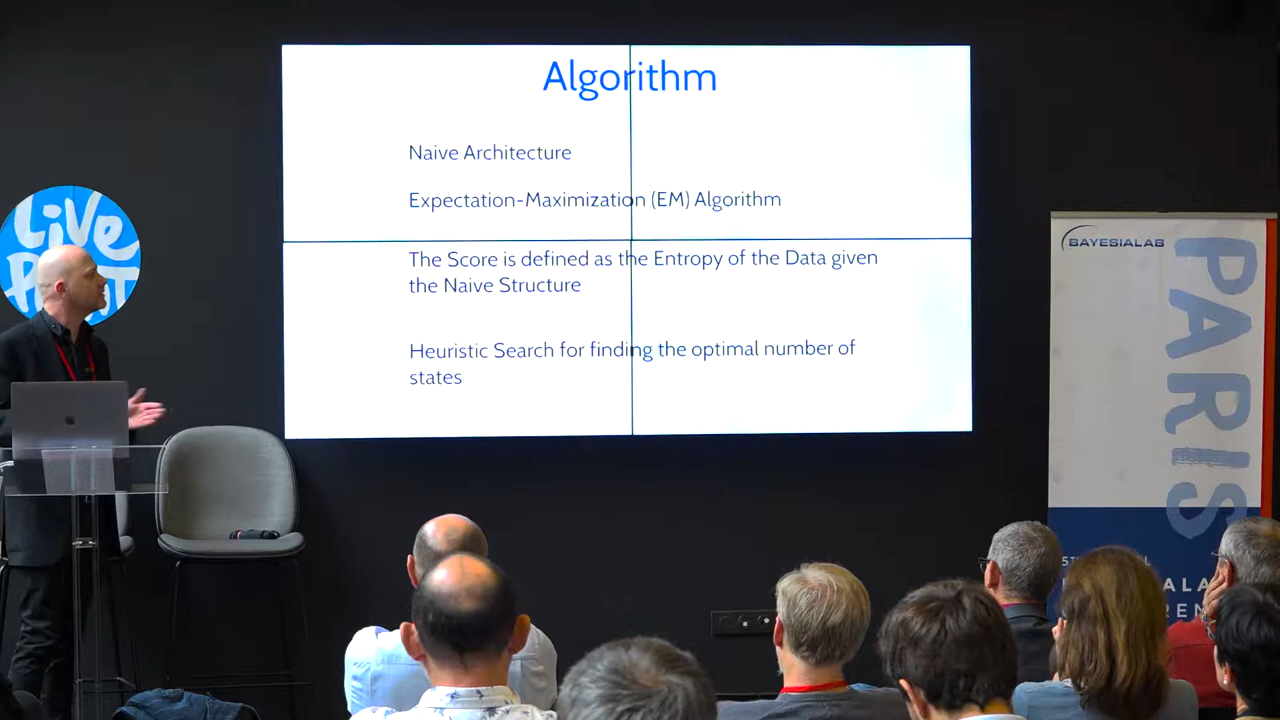 Algorithm
Naive Architecture
Expectation-Maximization (EM) Algorithm
The Score is defined as the Entropy of the Data given
the Naive Structure
Heuristic Search for finding the optimal number of
states
LiVE
BAYESIALAB
PARIS